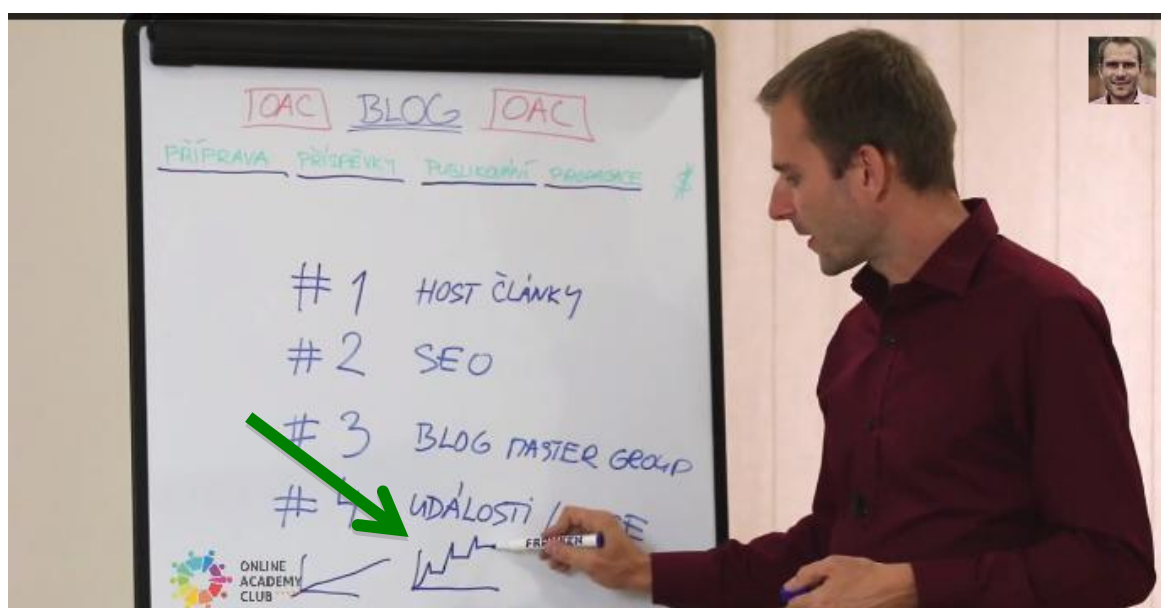 OAC BLOG OAC
PŘÍPRAVA PŘÍSPĚVKY PUBLIKOVÁNÍ PROPAGACE $
#1 HOST ČLÁNKY
#2 SEO
#3 BLOG MASTER GROUP
#4 UDÁLOSTI /
ONLINE
ACADEMY
CLUB